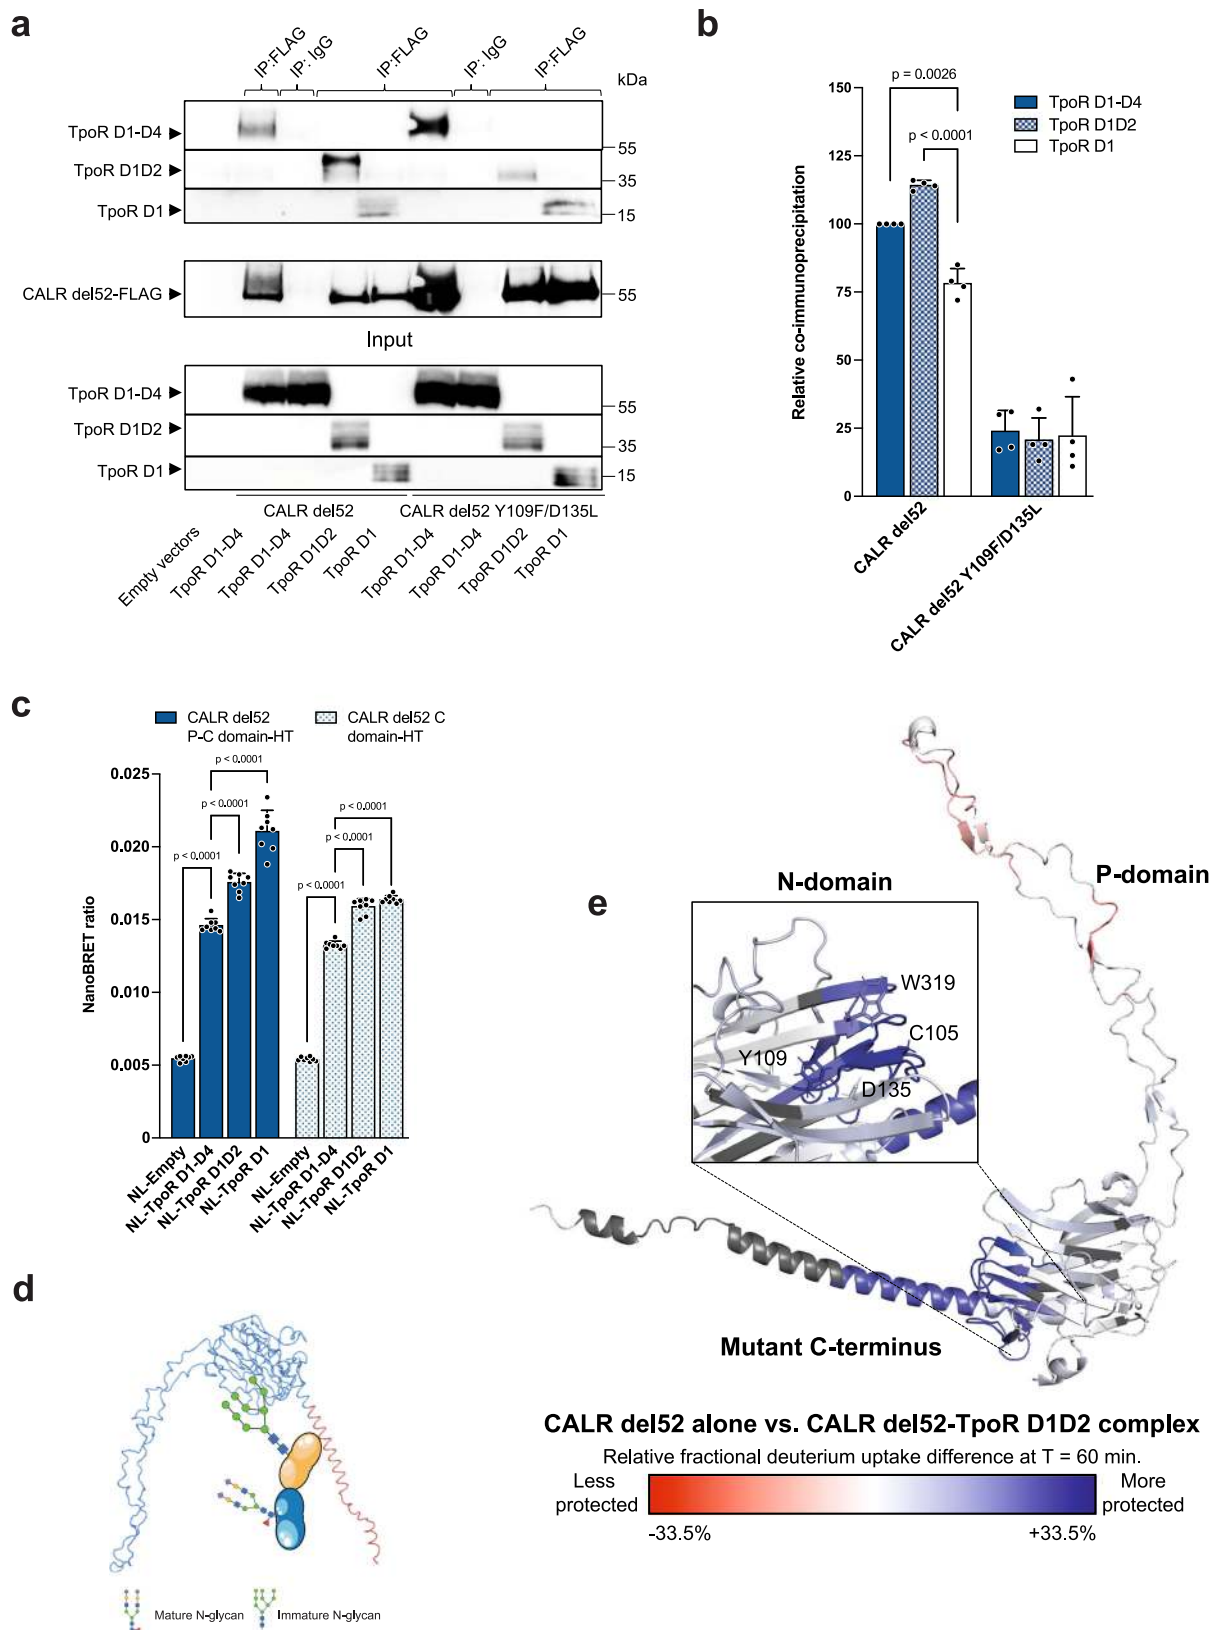 a
IP:FLAG
IP: IgG
IP:FLAG
IP: IgG
IP:FLAG
kDa
TpoR D1-D4
55
TpoR D1D2
35
TpoR D1
15
CALR del52-FLAG
55
Input
TpoR D1-D4
55
TpoR D1D2
35
TpoR D1
15
CALR del52
CALR del52 Y109F/D135L
Empty vectors
TpoR D1-D4
TpoR D1-D4
TpoR D1D2
TpoR D1
TpoR D1-D4
TpoR D1-D4
TpoR D1D2
TpoR D1
b
Relative co-immunoprecipitation
150
125
100
75
50
25
0
p = 0.0026
p < 0.0001
TpoR D1-D4
TpoR D1D2
TpoR D1
CALR del52
CALR del52 Y109F/D135L
c
CALR del52
P-C domain-HT
CALR del52 C
domain-HT
NanoBRET ratio
0.025
0.020
0.015
0.010
0.005
0
p < 0.0001
p < 0.0001
p < 0.0001
p < 0.0001
p < 0.0001
p < 0.0001
NL-Empty
NL-TpoR D1-D4
NL-TpoR D1D2
NL-TpoR D1
NL-Empty
NL-TpoR D1-D4
NL-TpoR D1D2
NL-TpoR D1
d
Mature N-glycan
Immature N-glycan
e
N-domain
P-domain
W319
C105
Y109
D135
Mutant C-terminus
CALR del52 alone vs. CALR del52-TpoR D1D2 complex
Relative fractional deuterium uptake difference at T = 60 min.
Less
protected
More
protected
-33.5%
+33.5%